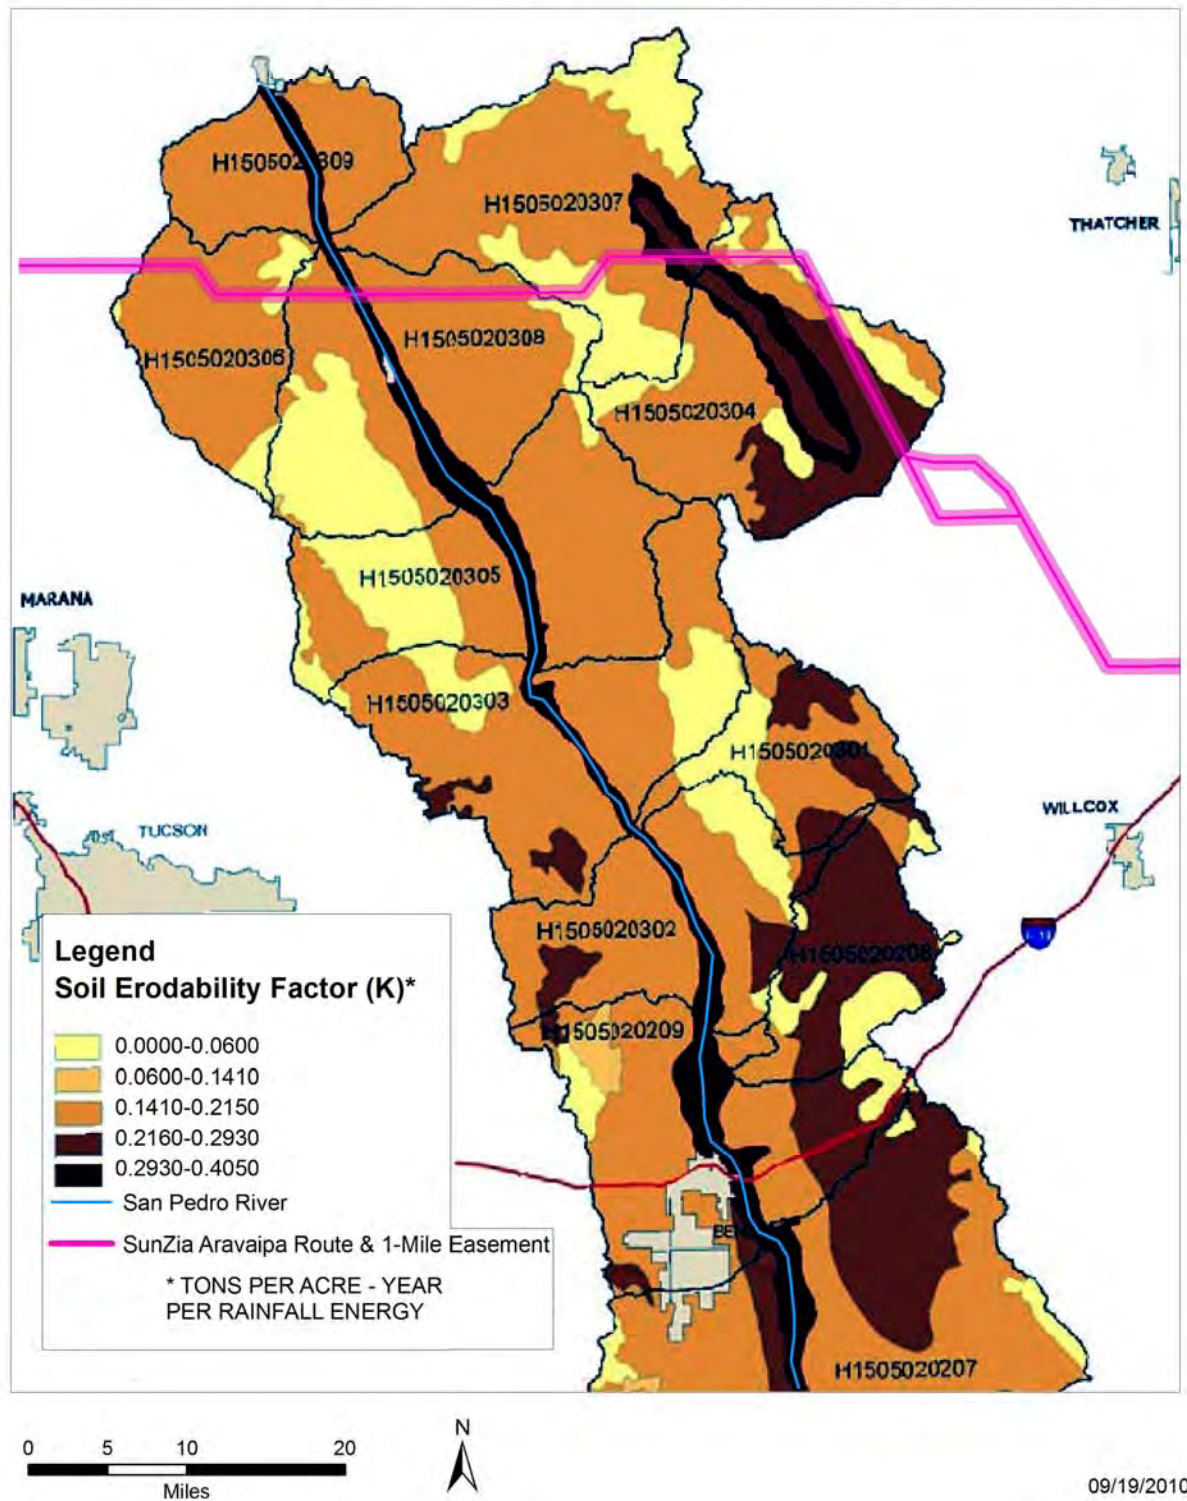 H1505020309
H1505020307
THATCHER
H1505020308
H1505020306
H1505020304
H1505020305
MARANA
H1505020303
H1505020301
WILLCOX
TUCSON
H1505020302
H1505020208
H1505020209
Legend
Soil Erodability Factor (K)*
0.0000-0.0600
0.0600-0.1410
0.1410-0.2150
0.2160-0.2930
0.2930-0.4050
San Pedro River
SunZia Aravaipa Route & 1-Mile Easement
* TONS PER ACRE - YEAR
PER RAINFALL ENERGY
H1505020207
0 5 10 20
Miles
N
09/19/2010